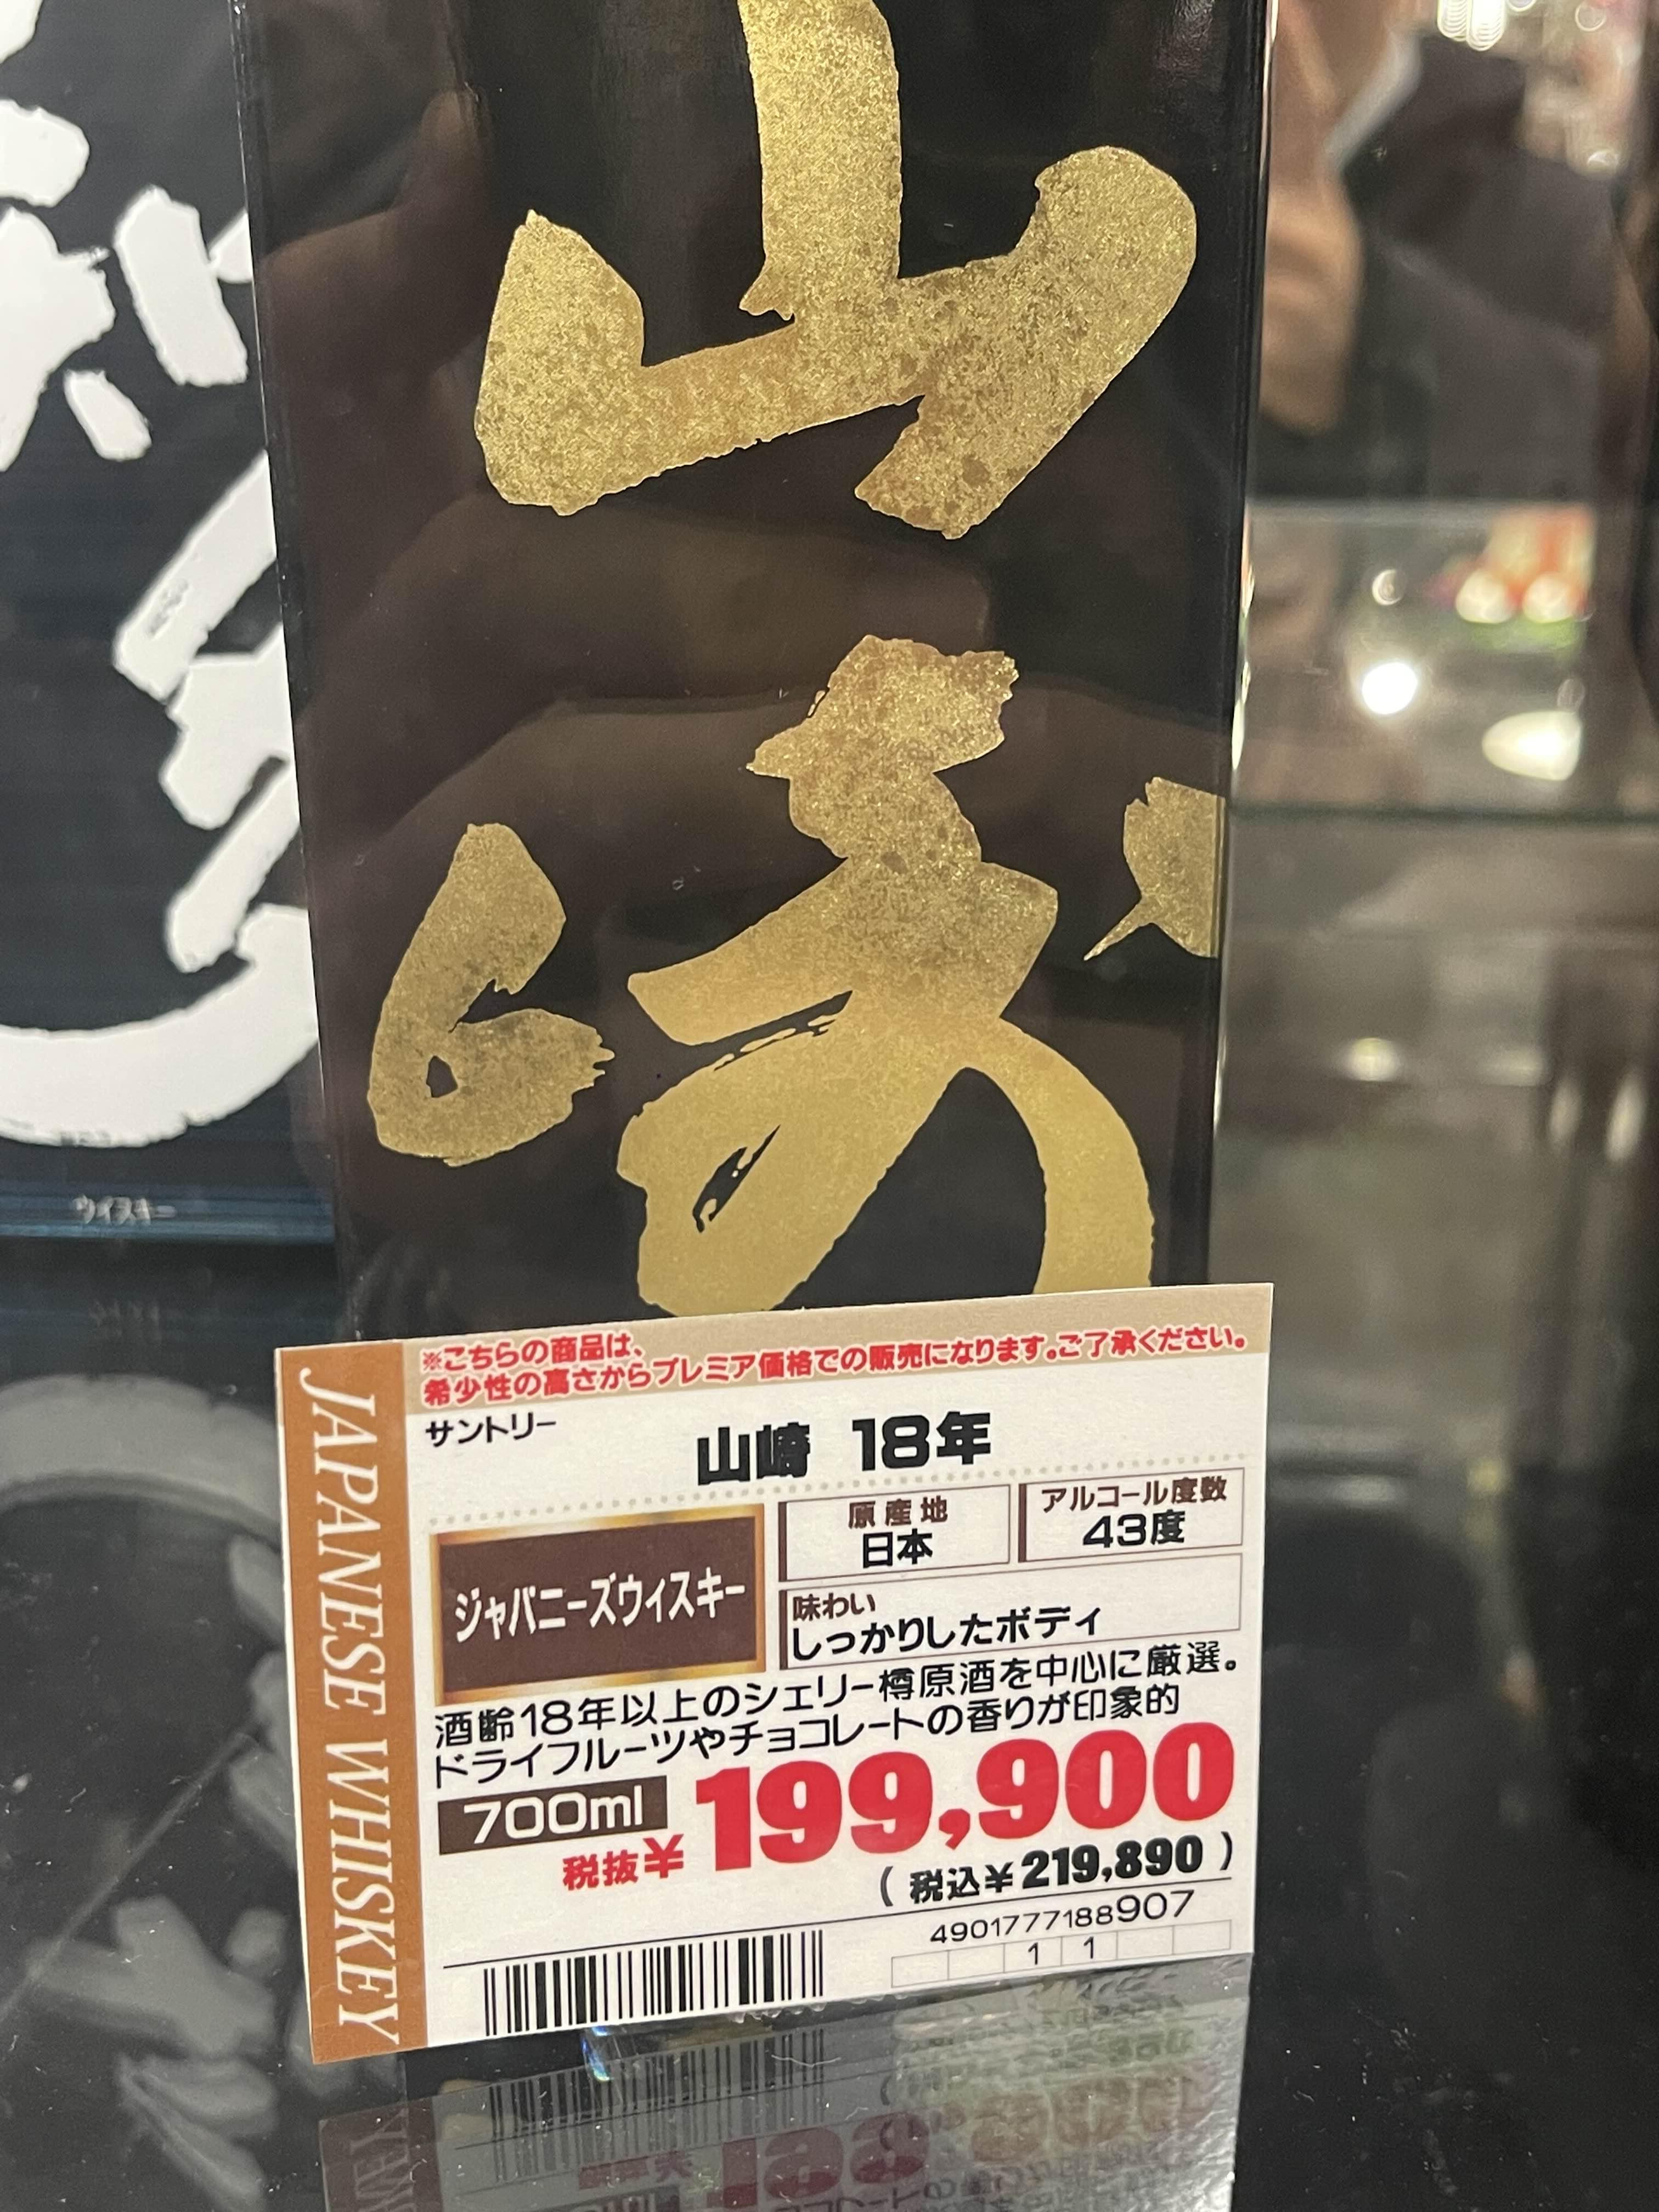 山崎
ウイスキー
JAPANESE WHISKEY
※こちらの商品は、
希少性の高さからプレミア価格での販売になります。ご了承ください。
サントリー
山崎 18年
ジャパニーズウィスキー
原産地
日本
アルコール度数
43度
味わい
しっかりしたボディ
酒齢18年以上のシェリー樽原酒を中心に厳選。
ドライフルーツやチョコレートの香りが印象的
700ml
税抜¥199,900
(税込¥219,890)
4901777188907
1 1